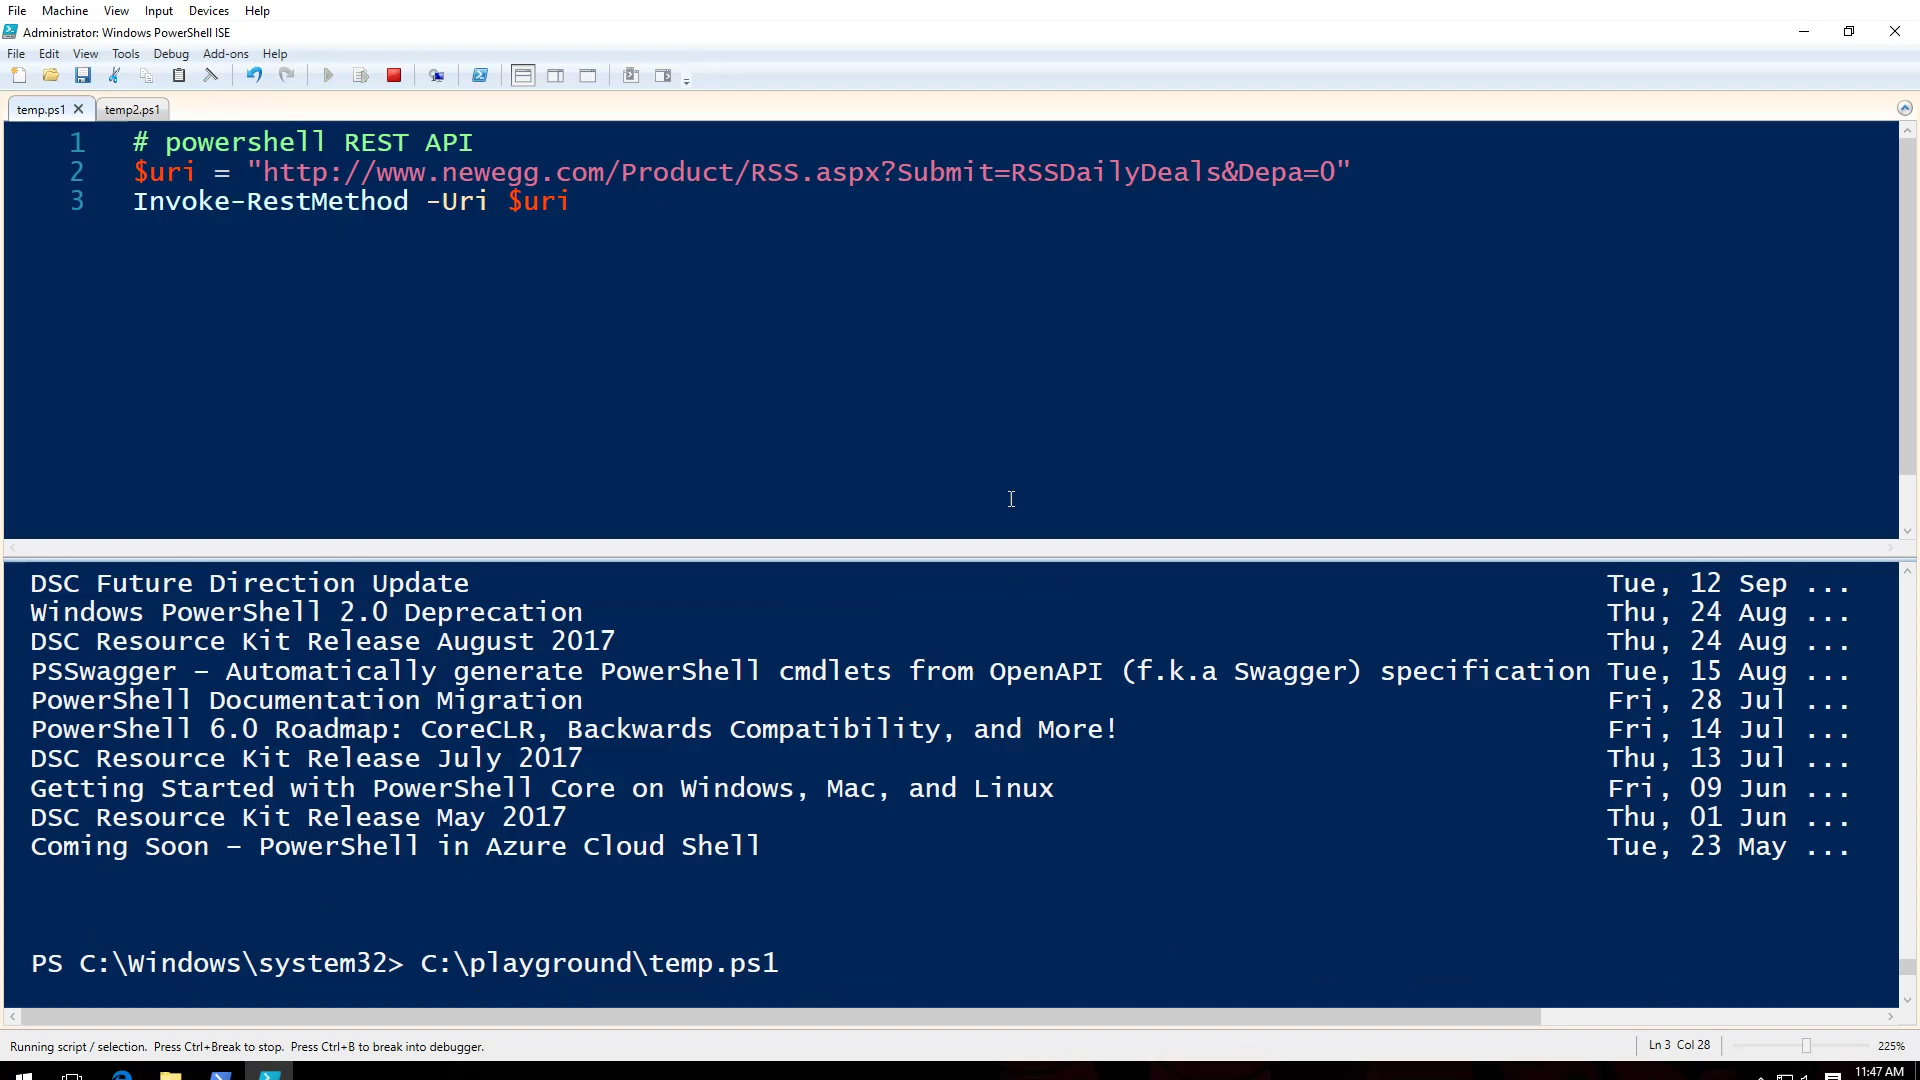 File Machine View Input Devices Help
Administrator: Windows PowerShell ISE
File Edit View Tools Debug Add-ons Help
temp.ps1 temp2.ps1
1 # powershell REST API
2 $uri = "http://www.newegg.com/Product/RSS.aspx?Submit=RSSDailyDeals&Depa=0"
3 Invoke-RestMethod -Uri $uri
DSC Future Direction Update Tue, 12 Sep ...
Windows PowerShell 2.0 Deprecation Thu, 24 Aug ...
DSC Resource Kit Release August 2017 Thu, 24 Aug ...
PSSwagger – Automatically generate PowerShell cmdlets from OpenAPI (f.k.a Swagger) specification Tue, 15 Aug ...
PowerShell Documentation Migration Fri, 28 Jul ...
PowerShell 6.0 Roadmap: CoreCLR, Backwards Compatibility, and More! Fri, 14 Jul ...
DSC Resource Kit Release July 2017 Thu, 13 Jul ...
Getting Started with PowerShell Core on Windows, Mac, and Linux Fri, 09 Jun ...
DSC Resource Kit Release May 2017 Thu, 01 Jun ...
Coming Soon – PowerShell in Azure Cloud Shell Tue, 23 May ...
PS C:\Windows\system32> C:\playground\temp.ps1
Running script / selection. Press Ctrl+Break to stop. Press Ctrl+B to break into debugger. Ln 3 Col 28 225%
11:47 AM